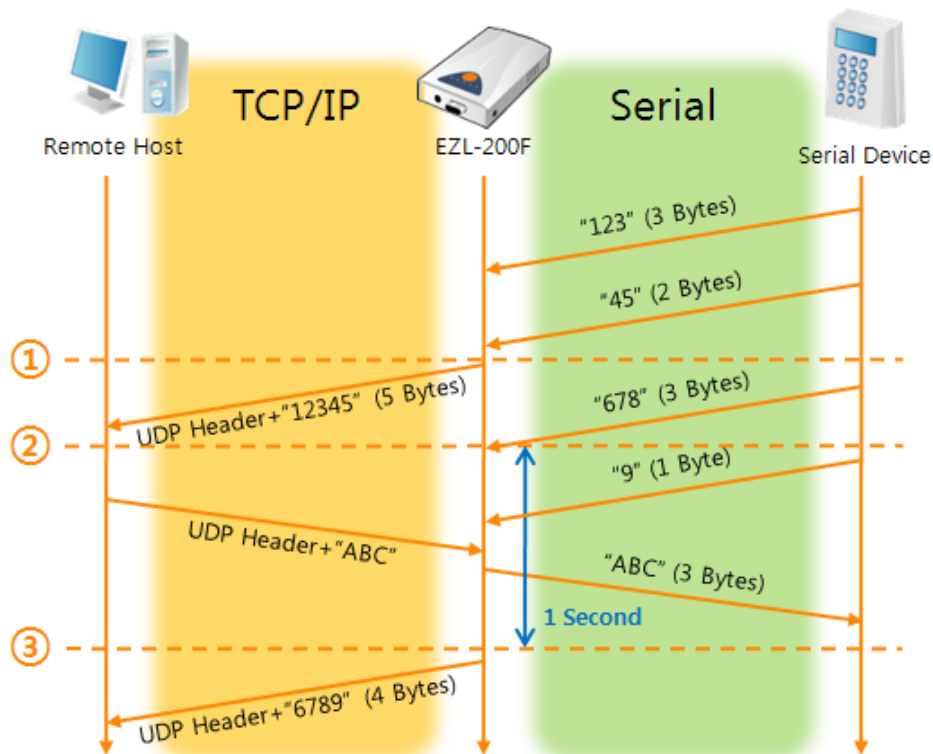 TCP/IP
Serial
Remote Host
EZL-200F
Serial Device
“123” (3 Bytes)
“45” (2 Bytes)
①
UDP Header+“12345” (5 Bytes)
“678” (3 Bytes)
②
“9” (1 Byte)
UDP Header+“ABC”
“ABC” (3 Bytes)
1 Second
③
UDP Header+“6789” (4 Bytes)